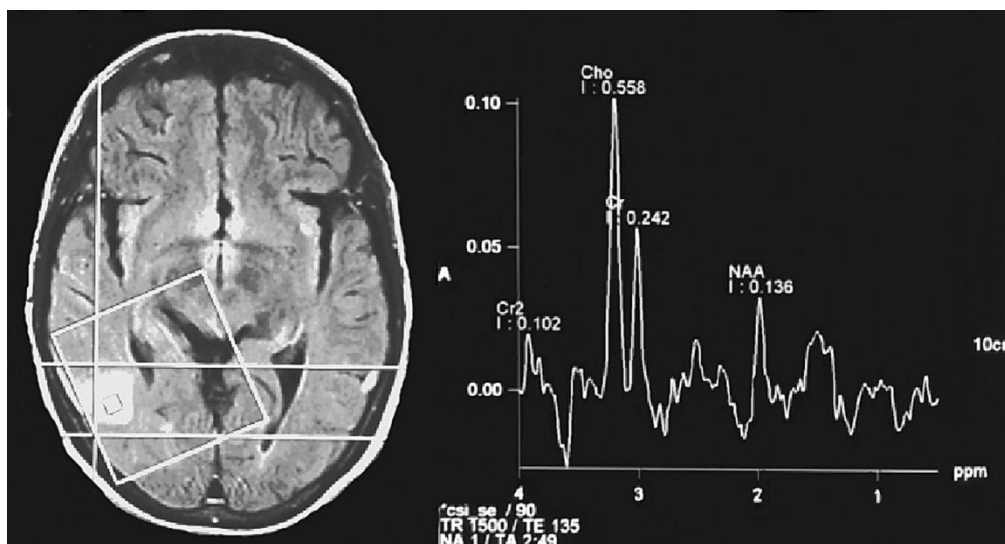 Cho
I : 0.558
0.10
Cr
I : 0.242
0.05
A
NAA
I : 0.136
Cr2
I : 0.102
10cm
0.00
ppm
4 3 2 1
*csi_se / 90
TR 1500 / TE 135
NA 1 / TA 2:49